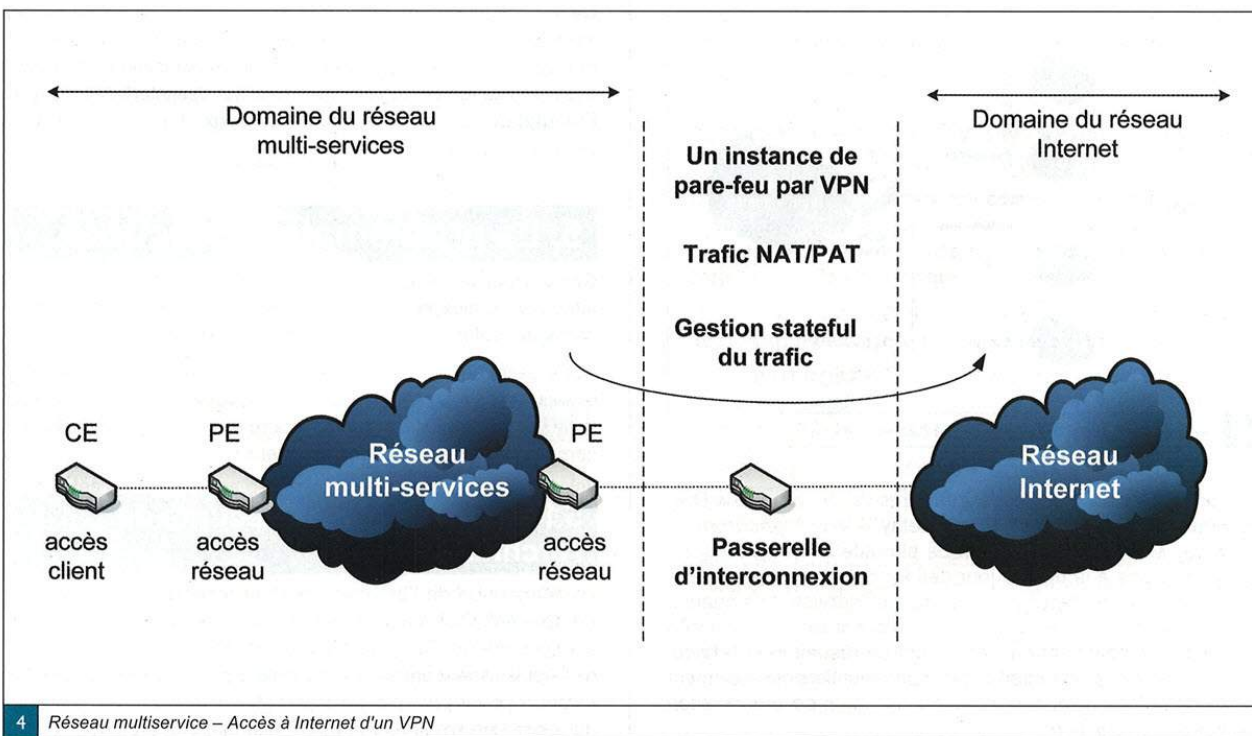 Domaine du réseau
multi-services
Un instance de
pare-feu par VPN
Trafic NAT/PAT
Gestion stateful
du trafic
Domaine du réseau
Internet
CE
PE
Réseau
multi-services
PE
Réseau
Internet
accès
client
accès
réseau
accès
réseau
Passerelle
d'interconnexion
4 Réseau multiservice – Accès à Internet d'un VPN